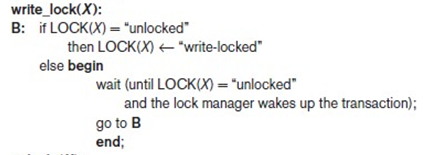 write_lock(X):
B: if LOCK(X) = “unlocked”
then LOCK(X) ← “write-locked”
else begin
wait (until LOCK(X) = “unlocked”
and the lock manager wakes up the transaction);
go to B
end;